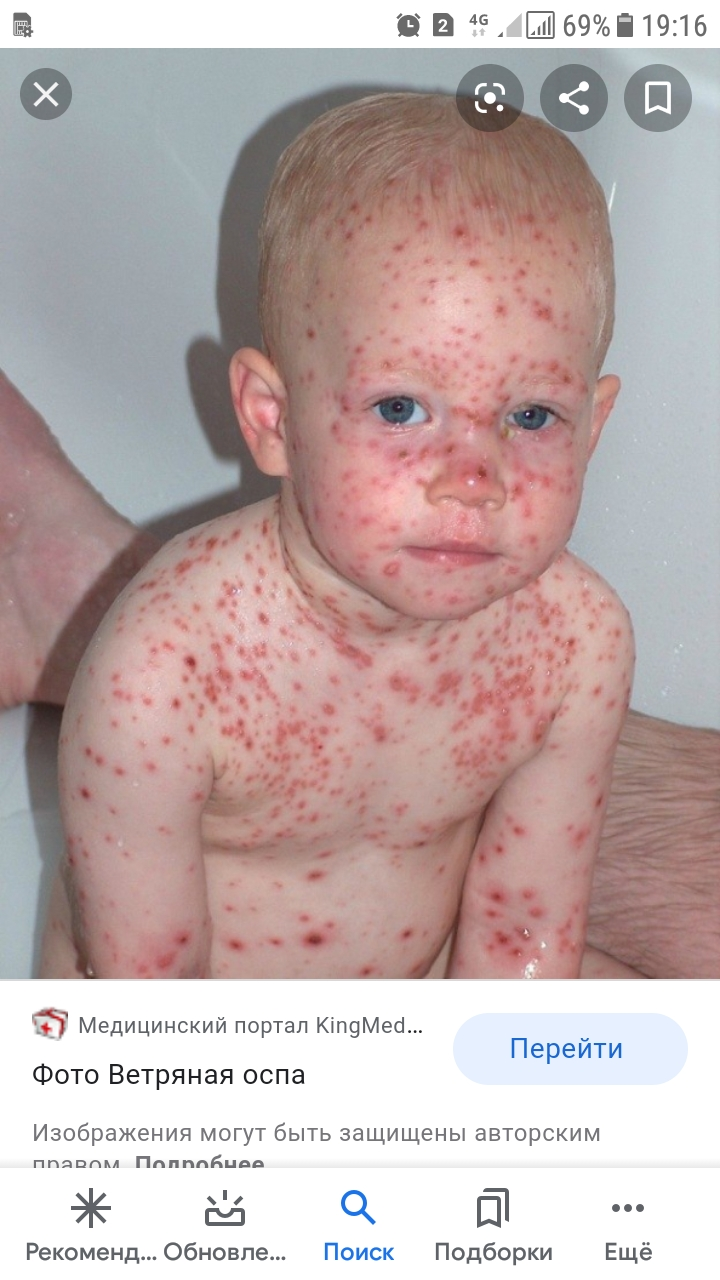 2 4G 69% 19:16
Медицинский портал KingMed...
Перейти
Фото Ветряная оспа
Изображения могут быть защищены авторским
правом. Подробнее
Рекоменд... Обновле... Поиск Подборки Ещё